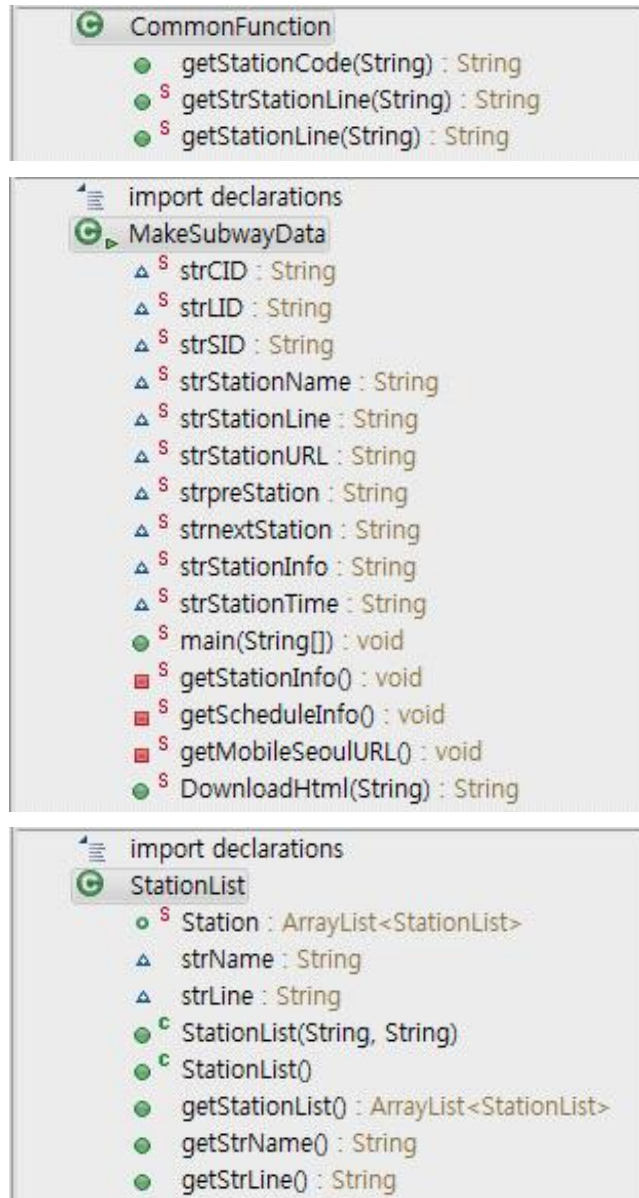 CommonFunction
getStationCode(String) : String
S getStrStationLine(String) : String
S getStationLine(String) : String
import declarations
MakeSubwayData
S strCID : String
S strLID : String
S strSID : String
S strStationName : String
S strStationLine : String
S strStationURL : String
S strpreStation : String
S strnextStation : String
S strStationInfo : String
S strStationTime : String
S main(String[]) : void
S getStationInfo() : void
S getScheduleInfo() : void
S getMobileSeoulURL() : void
S DownloadHtml(String) : String
import declarations
StationList
S Station : ArrayList<StationList>
strName : String
strLine : String
C StationList(String, String)
C StationList()
getStationList() : ArrayList<StationList>
getStrName() : String
getStrLine() : String